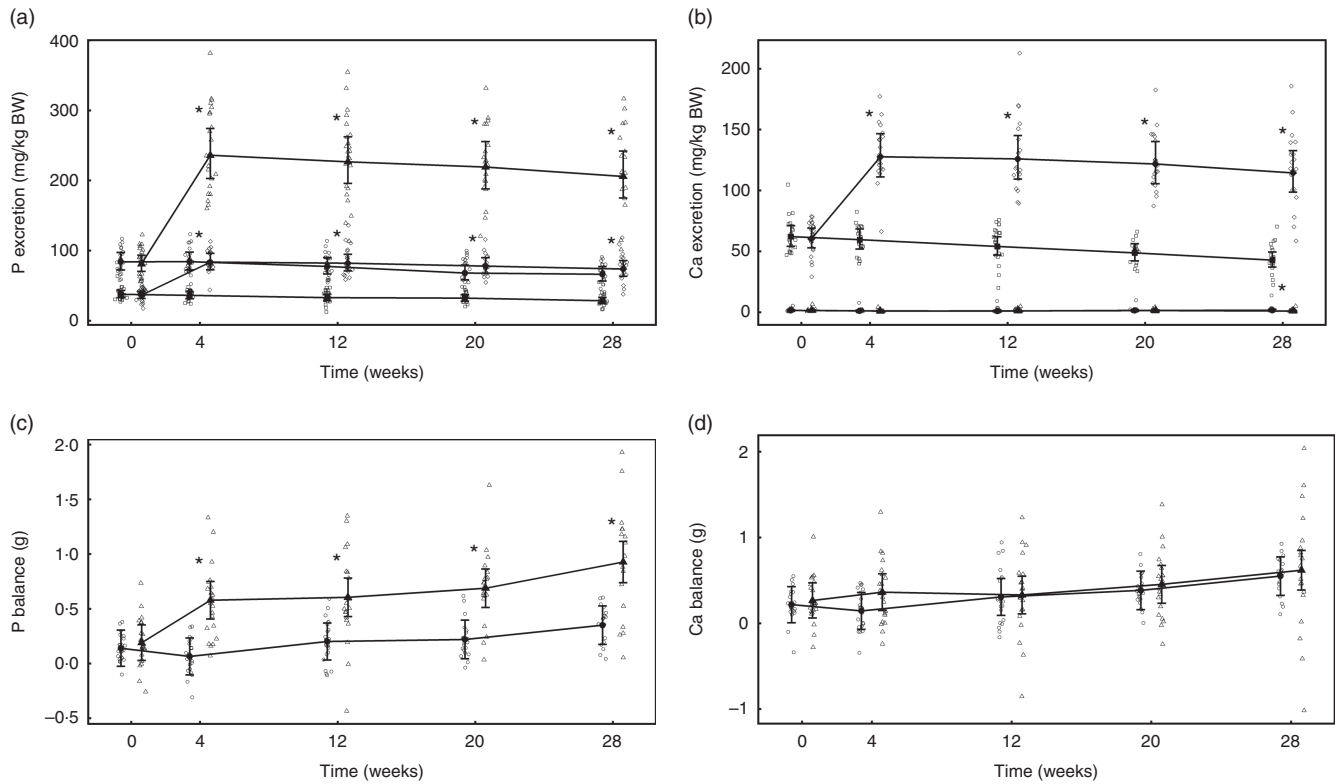 (a)
P excretion (mg/kg BW)
400
300
200
100
0
* * * *
* * * *
0 4 12 20 28
Time (weeks)
(b)
Ca excretion (mg/kg BW)
200
150
100
50
0
* * * *
*
0 4 12 20 28
Time (weeks)
(c)
P balance (g)
2·0
1·5
1·0
0·5
0·0
–0·5
* * * *
0 4 12 20 28
Time (weeks)
(d)
Ca balance (g)
2
1
0
–1
0 4 12 20 28
Time (weeks)